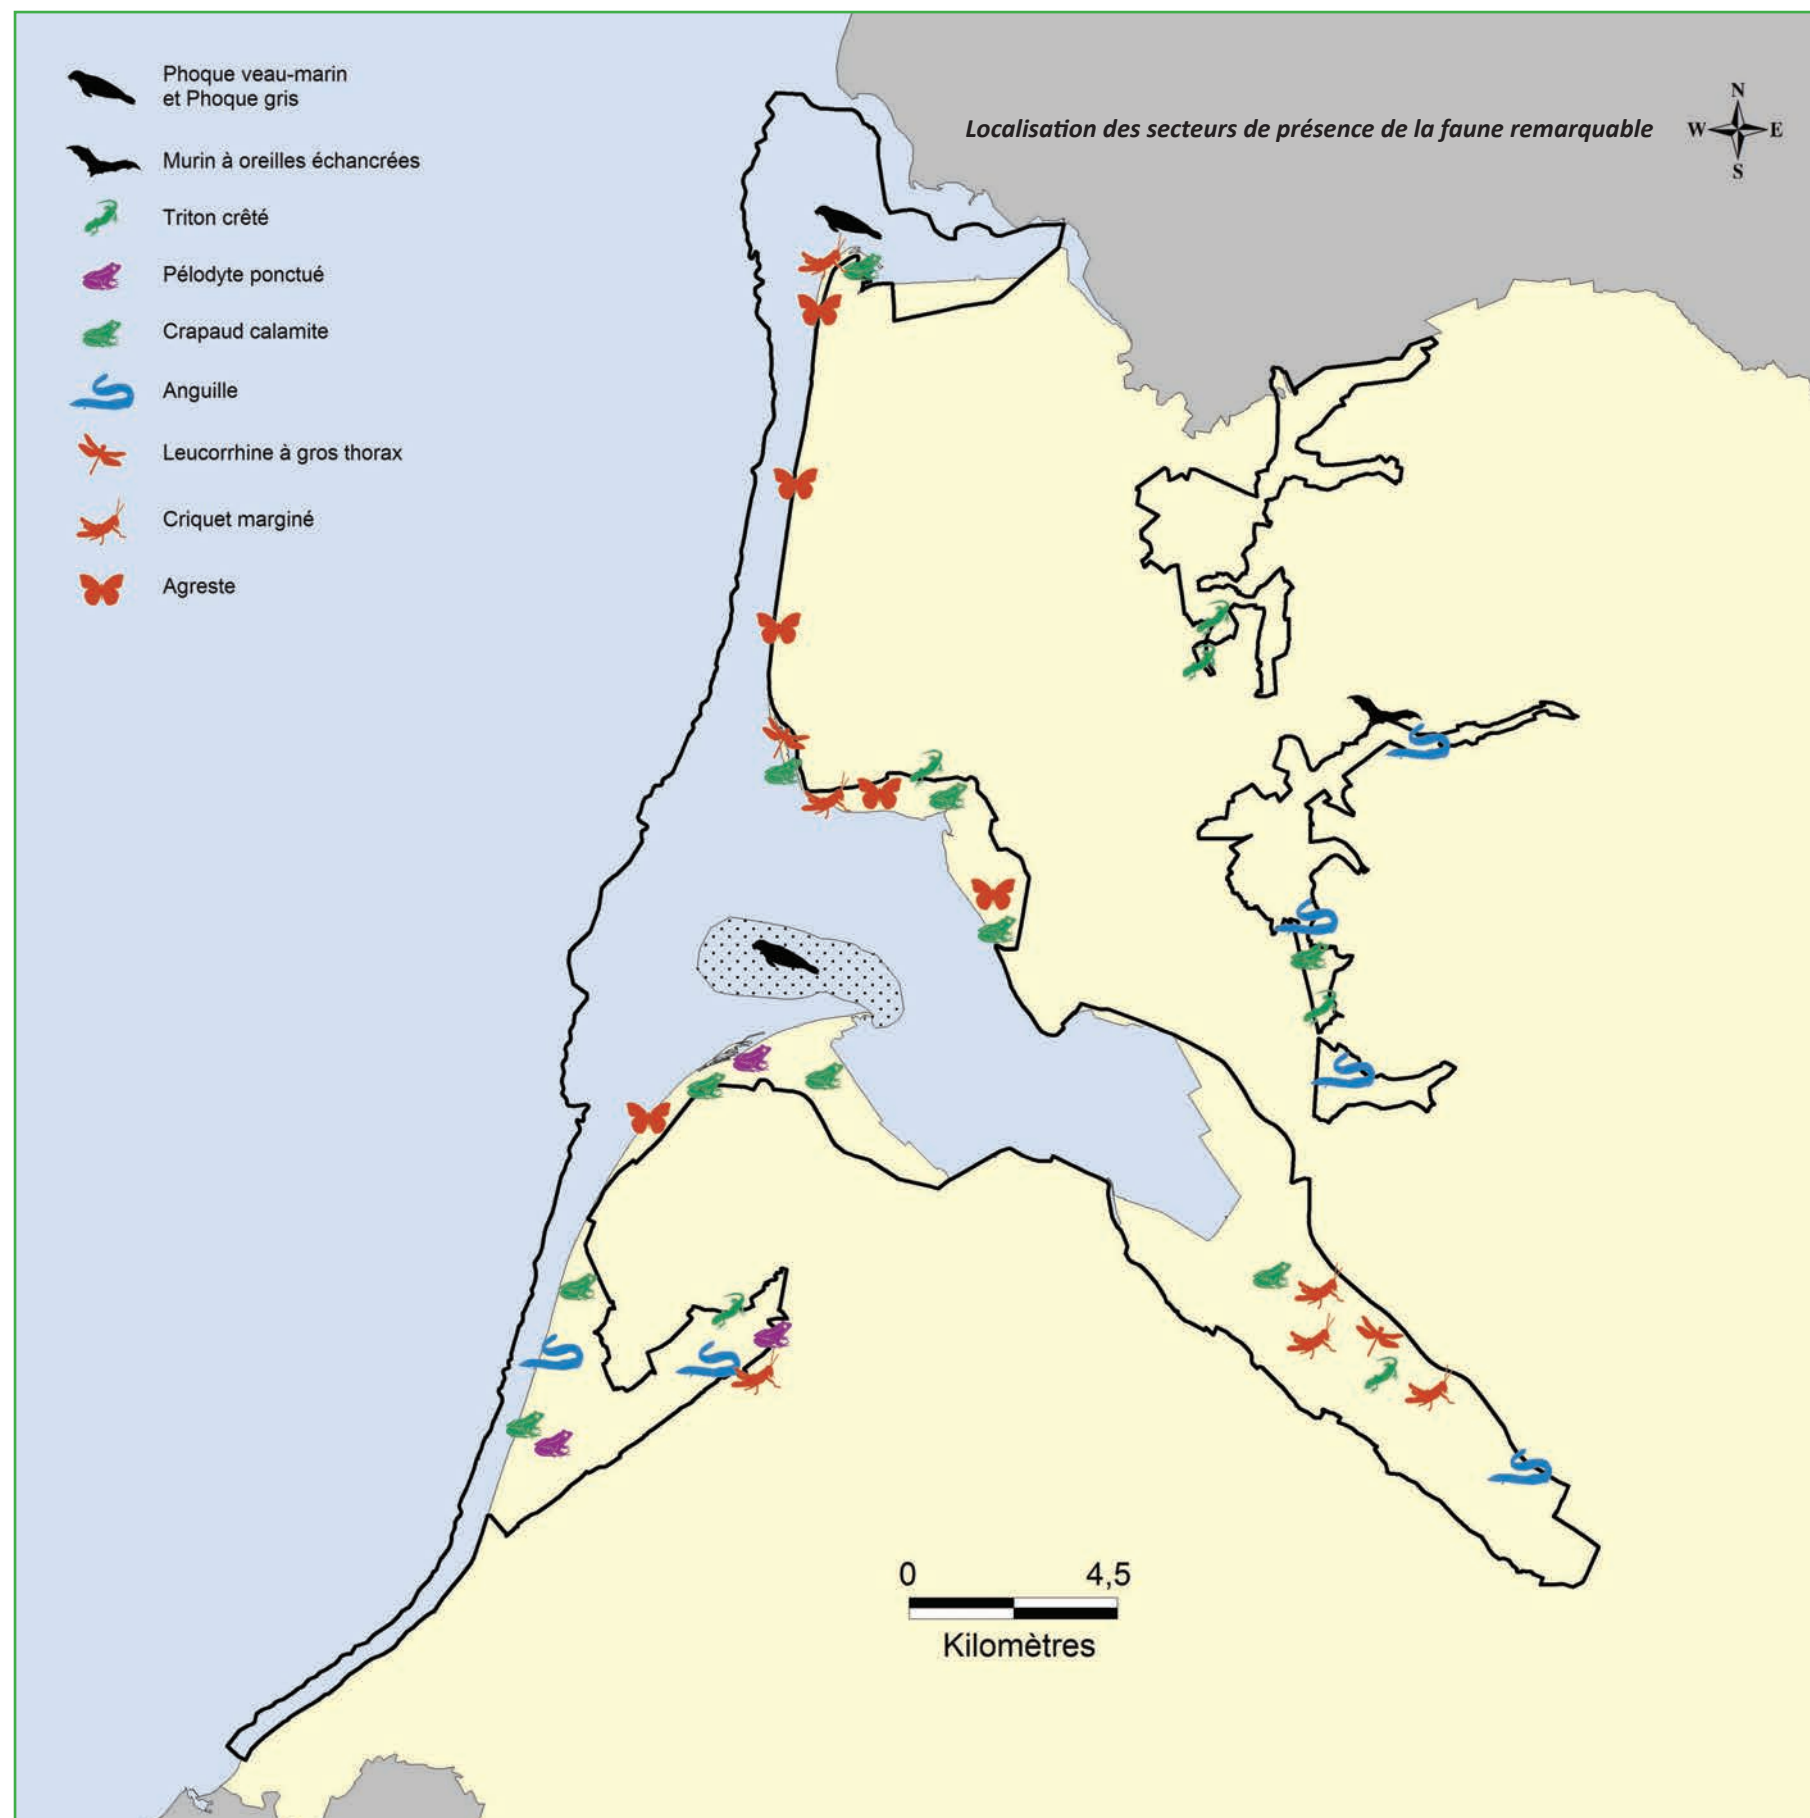 Phoque veau-marin
et Phoque gris
Murin à oreilles échancrées
Triton crêté
Pélodyte ponctué
Crapaud calamite
Anguille
Leucorrhine à gros thorax
Criquet marginé
Agreste
Localisation des secteurs de présence de la faune remarquable
N
W E
S
0 4,5
Kilomètres